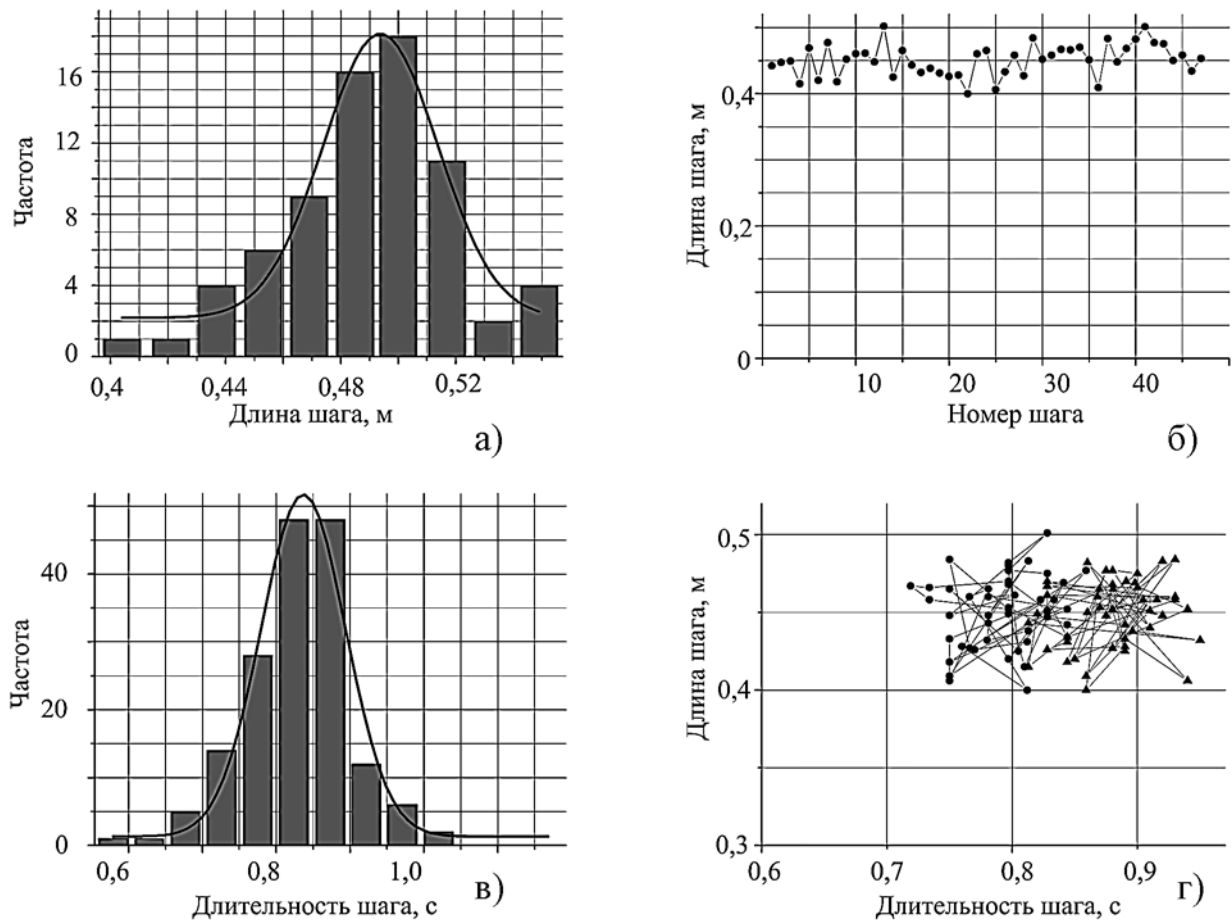 16
12
8
4
0
Частота
0,4
0,44
0,48
0,52
Длина шага, м
а)
0,4
0,2
0
Длина шага, м
10
20
30
40
Номер шага
б)
40
20
0
Частота
0,6
0,8
1,0
Длительность шага, с
в)
0,5
0,4
0,3
Длина шага, м
0,6
0,7
0,8
0,9
Длительность шага, с
г)